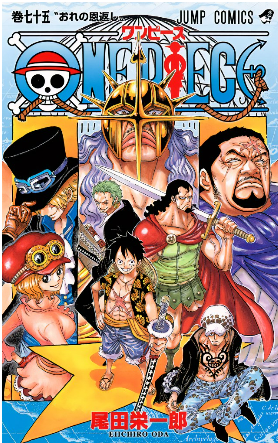 巻七十五 "おれの恩返し"
JUMP COMICS
ワンピース
ONE PIECE
尾田栄一郎
EIICHIRO ODA